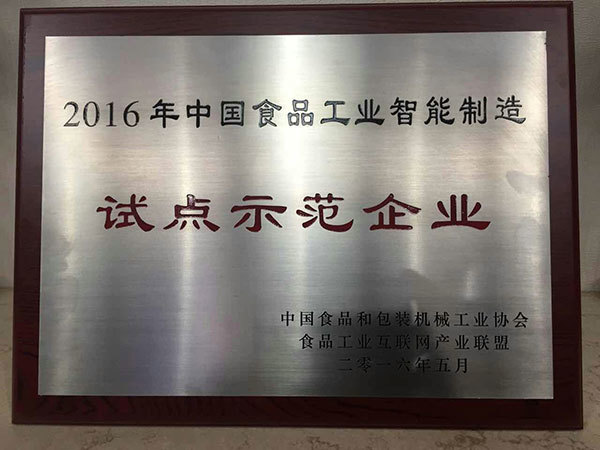 2016年中国食品工业智能制造
试点示范企业
中国食品和包装机械工业协会
食品工业互联网产业联盟
二零一六年五月